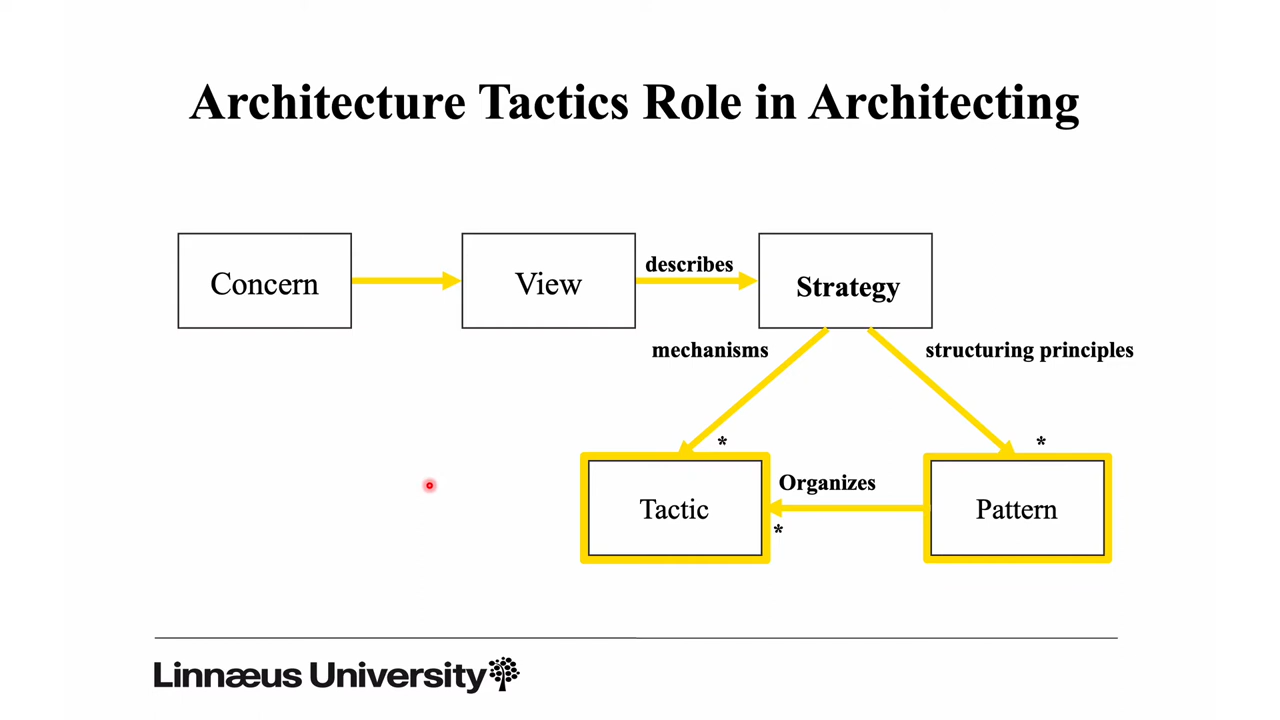 Architecture Tactics Role in Architecting
Concern
View
describes
Strategy
mechanisms
structuring principles
*
*
Tactic
Organizes
*
Pattern
Linnæus University